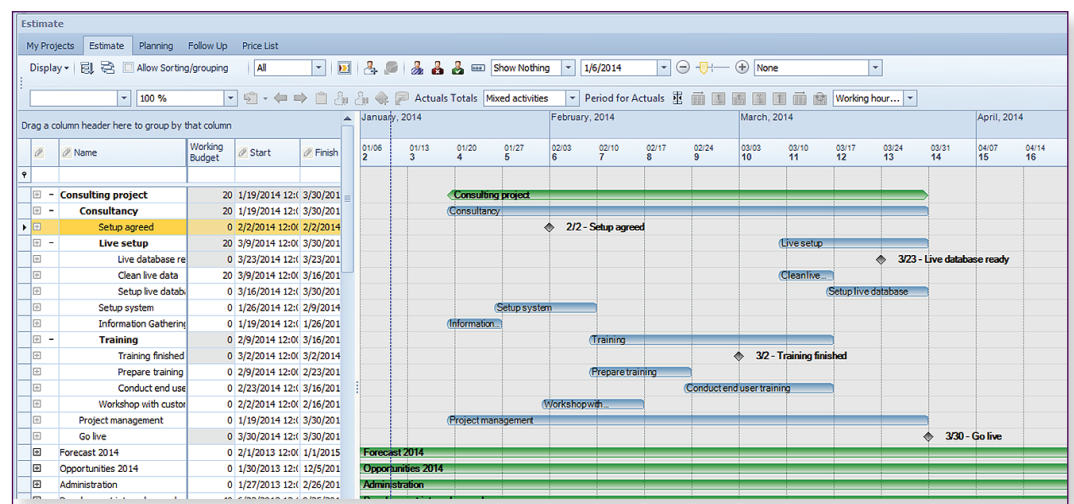 Estimate
My Projects Estimate Planning Follow Up Price List
Display Allow Sorting/grouping All Show Nothing 1/6/2014 None
100 % Actuals Totals Mixed activities Period for Actuals Working hour...
Drag a column header here to group by that column
January, 2014 February, 2014 March, 2014 April, 2014
Name Working Budget Start Finish
01/06 01/13 01/20 01/27 02/03 02/10 02/17 02/24 03/03 03/10 03/17 03/24 03/31 04/07 04/14
2 3 4 5 6 7 8 9 10 11 12 13 14 15 16
Consulting project 20 1/19/2014 12:0 3/30/201 Consulting project
Consultancy 20 1/19/2014 12:0 3/30/201 Consultancy
Setup agreed 0 2/2/2014 12:00 2/2/2014 2/2 - Setup agreed
Live setup 20 3/9/2014 12:00 3/30/201 Live setup
Live database re 0 3/23/2014 12:0 3/23/201 3/23 - Live database ready
Clean live data 20 3/9/2014 12:00 3/16/201 Clean live...
Setup live datab 0 3/16/2014 12:0 3/30/201 Setup live database
Setup system 0 1/26/2014 12:0 2/9/2014 Setup system
Information Gathering 0 1/19/2014 12:0 1/26/201 Information...
Training 0 2/9/2014 12:00 3/16/201 Training
Training finished 0 3/2/2014 12:00 3/2/2014 3/2 - Training finished
Prepare training 0 2/9/2014 12:00 2/23/201 Prepare training
Conduct end use 0 2/23/2014 12:0 3/16/201 Conduct end user training
Workshop with custor 0 2/2/2014 12:00 2/16/201 Workshop with...
Project management 0 1/19/2014 12:0 3/30/201 Project management
Go live 0 3/30/2014 12:0 3/30/201 3/30 - Go live
Forecast 2014 0 2/1/2013 12:00 1/1/2015 Forecast 2014
Opportunities 2014 0 1/30/2013 12:0 12/5/201 Opportunities 2014
Administration 0 1/27/2013 12:0 2/26/201 Administration